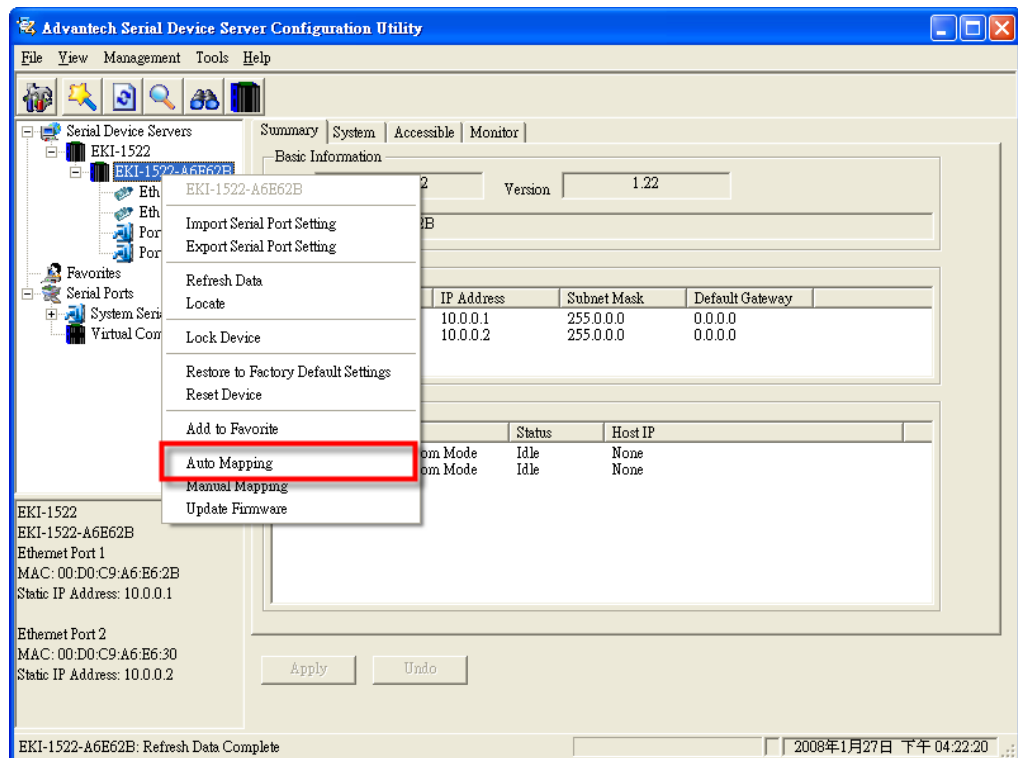 Advantech Serial Device Server Configuration Utility
File View Management Tools Help
Serial Device Servers
EKI-1522
EKI-1522-A6E62B
Eth
Eth
Por
Por
Favorites
Serial Ports
System Seri
Virtual Com
EKI-1522-A6E62B
Import Serial Port Setting
Export Serial Port Setting
Refresh Data
Locate
Lock Device
Restore to Factory Default Settings
Reset Device
Add to Favorite
Auto Mapping
Manual Mapping
Update Firmware
Summary System Accessible Monitor
Basic Information
2 Version 1.22
2B
IP Address Subnet Mask Default Gateway
10.0.0.1 255.0.0.0 0.0.0.0
10.0.0.2 255.0.0.0 0.0.0.0
Status Host IP
om Mode Idle None
om Mode Idle None
Apply Undo
EKI-1522
EKI-1522-A6E62B
Ethernet Port 1
MAC: 00:D0:C9:A6:E6:2B
Static IP Address: 10.0.0.1
Ethernet Port 2
MAC: 00:D0:C9:A6:E6:30
Static IP Address: 10.0.0.2
EKI-1522-A6E62B: Refresh Data Complete
2008年1月27日 下午 04:22:20